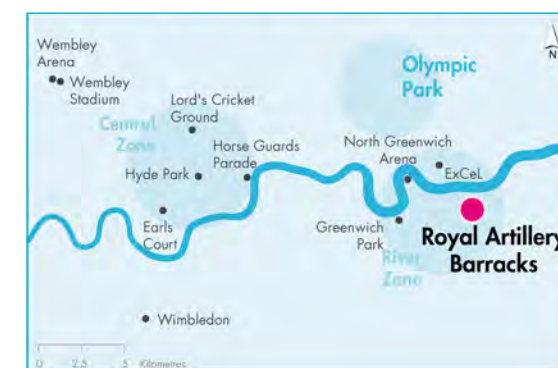 Wembley
Arena
Wembley
Stadium
Lord's Cricket
Ground
Central
Zone
Olympic
Park
N
Horse Guards
Parade
North Greenwich
Arena
ExCeL
Hyde Park
Earls
Court
Greenwich
Park
Royal Artillery
Barracks
River
Zone
Wimbledon
0 2.5 5 Kilometres